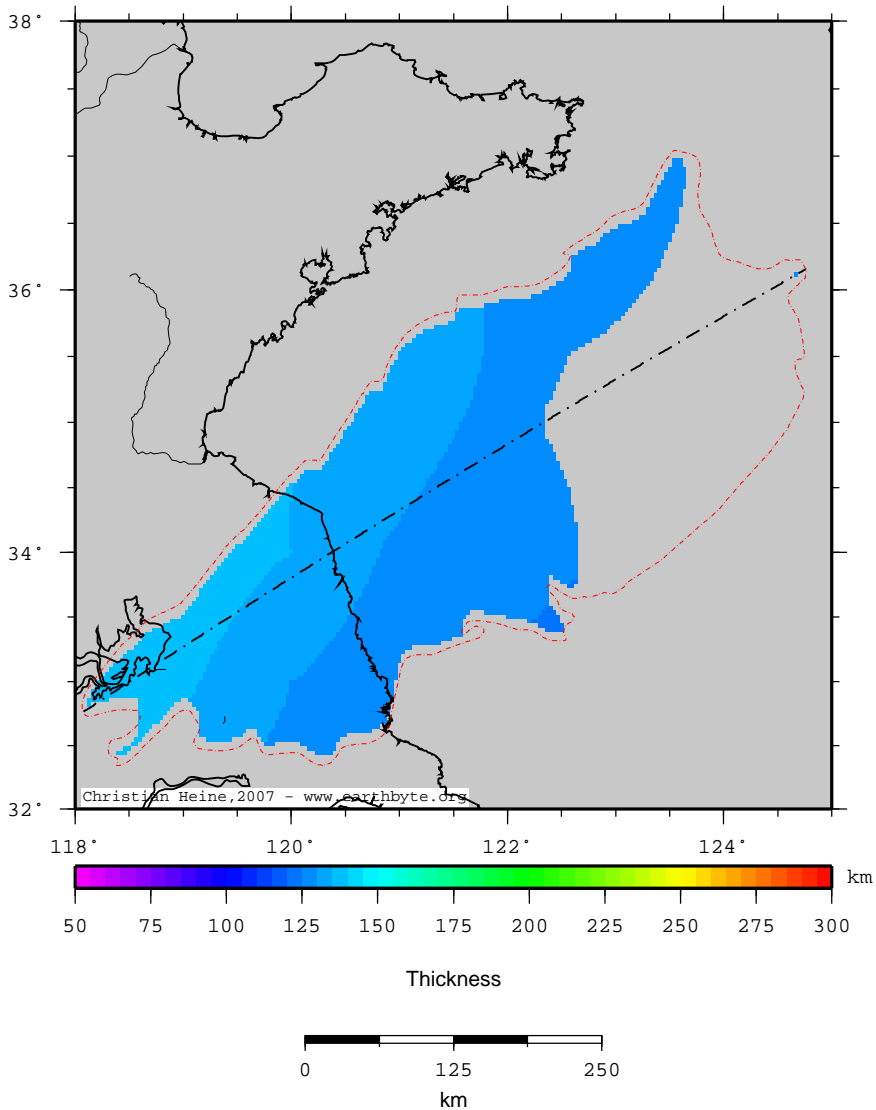 38°
36°
34°
32°
Christian Heine,2007 - www.earthbyte.org
118° 120° 122° 124°
km
50 75 100 125 150 175 200 225 250 275 300
Thickness
0 125 250
km